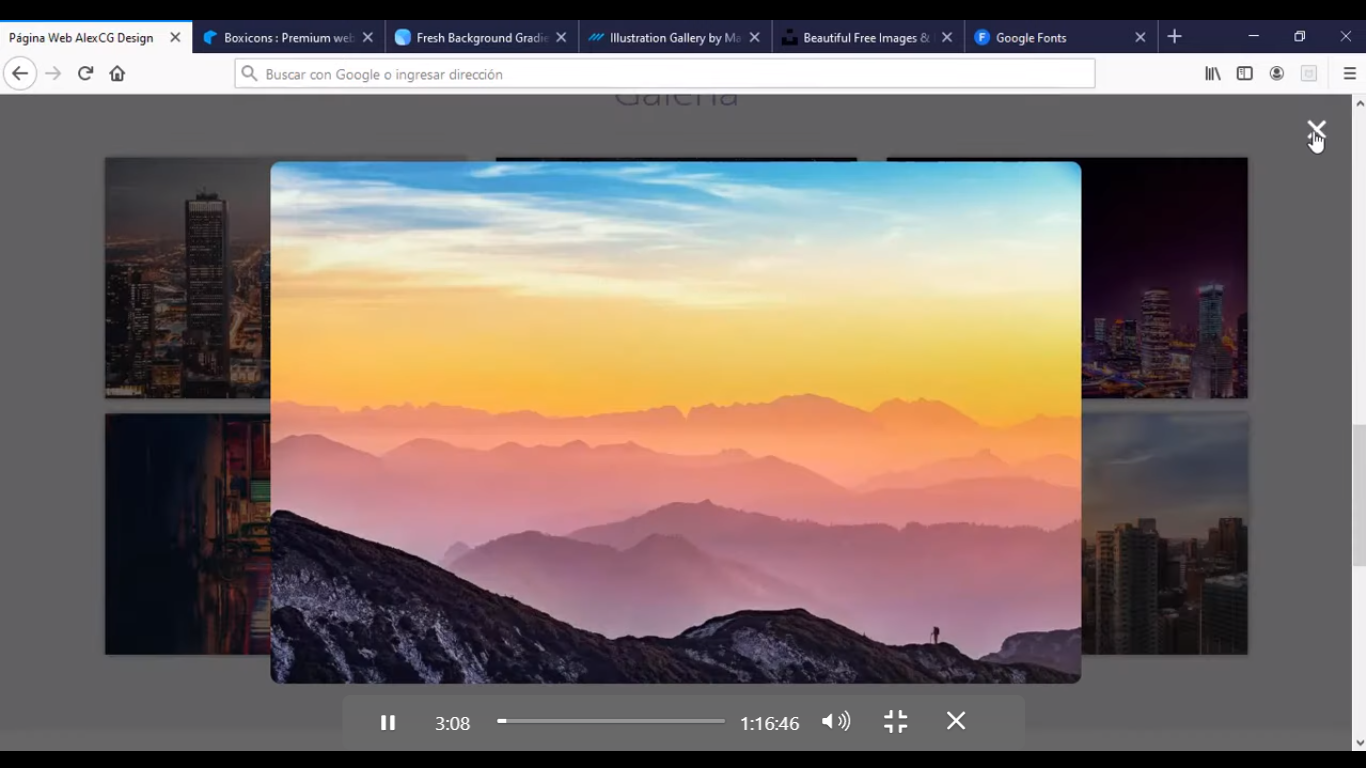 Página Web AlexCG Design
Boxicons : Premium web
Fresh Background Gradie
Illustration Gallery by Ma
Beautiful Free Images &
Google Fonts
Buscar con Google o ingresar dirección
Galería
3:08
1:16:46